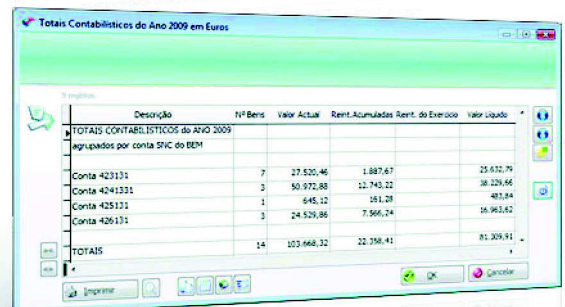 Totais Contabilísticos do Ano 2009 em Euros
9 registos
Descrição Nº Bens Valor Actual Reint.Acumuladas Reint. do Exercício Valor Líquido
TOTAIS CONTABILISTICOS do ANO 2009
agrupados por conta SNC do BEM
Conta 423131 7 27.520,46 1.887,67 25.632,79
Conta 4241331 3 50.972,88 12.743,22 38.229,66
Conta 425131 1 645,12 161,28 483,84
Conta 426131 3 24.529,86 7.566,24 16.963,62
TOTAIS 14 103.668,32 22.358,41 81.309,91
Imprimir OK Cancelar